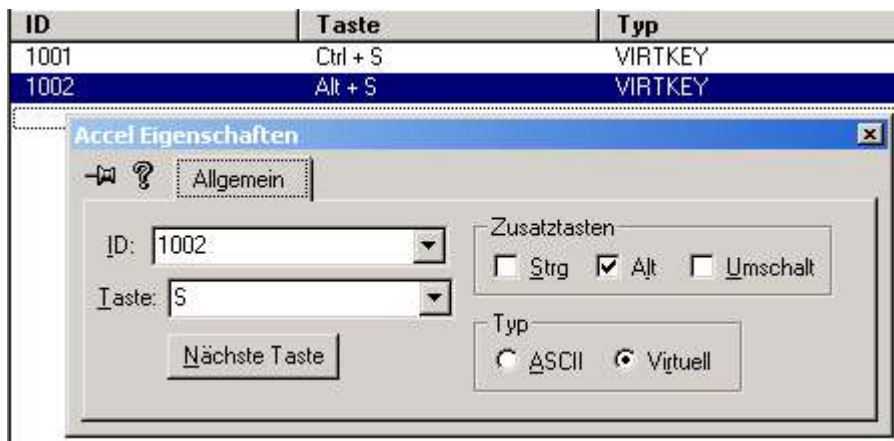 ID Taste Typ
1001 Ctrl + S VIRTKEY
1002 Alt + S VIRTKEY
Accel Eigenschaften
Allgemein
ID: 1002
Taste: S
Nächste Taste
Zusatztasten
Strg Alt Umschalt
Typ
ASCII Virtuell